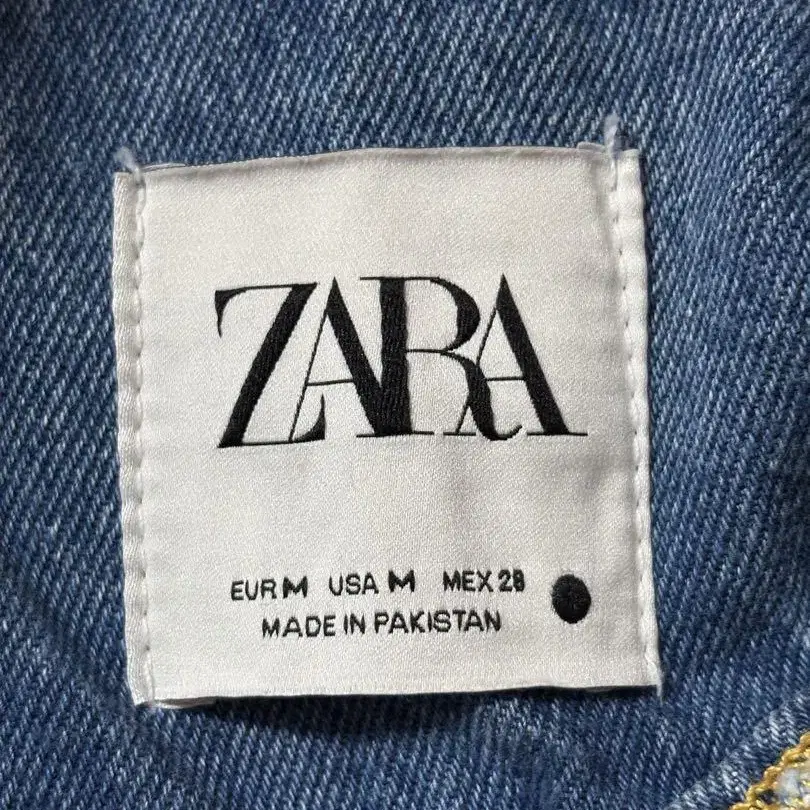 ZARA
EUR M USA M MEX 28
MADE IN PAKISTAN